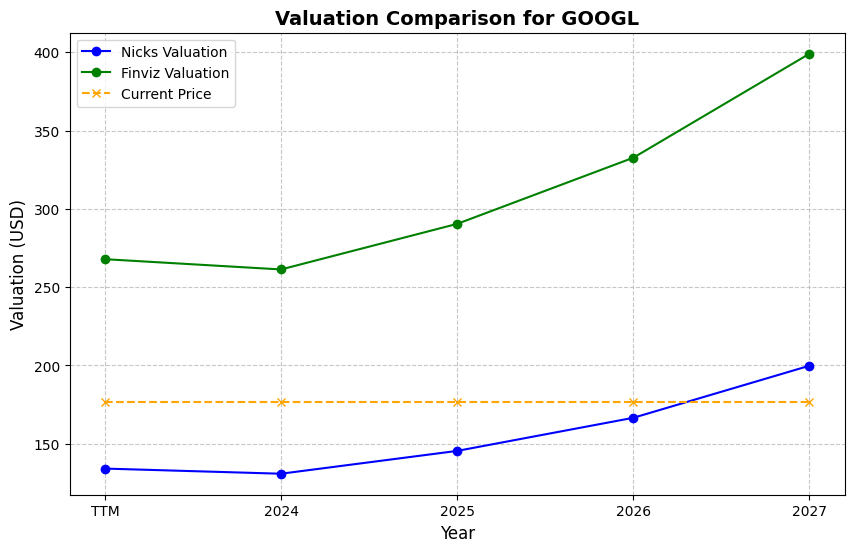 Valuation Comparison for GOOGL
Nicks Valuation
Finviz Valuation
Current Price
400
350
300
250
200
150
Valuation (USD)
TTM
2024
2025
2026
2027
Year